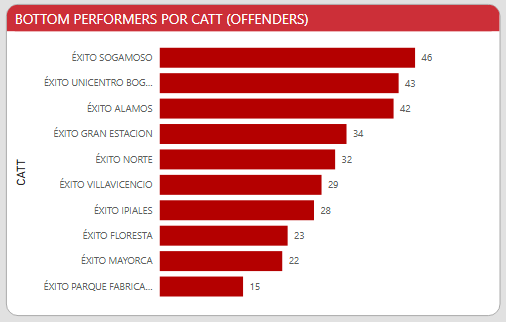 BOTTOM PERFORMERS POR CATT (OFFENDERS)
CATT
ÉXITO SOGAMOSO 46
ÉXITO UNICENTRO BOG... 43
ÉXITO ALAMOS 42
ÉXITO GRAN ESTACION 34
ÉXITO NORTE 32
ÉXITO VILLAVICENCIO 29
ÉXITO IPIALES 28
ÉXITO FLORESTA 23
ÉXITO MAYORCA 22
ÉXITO PARQUE FABRICA... 15